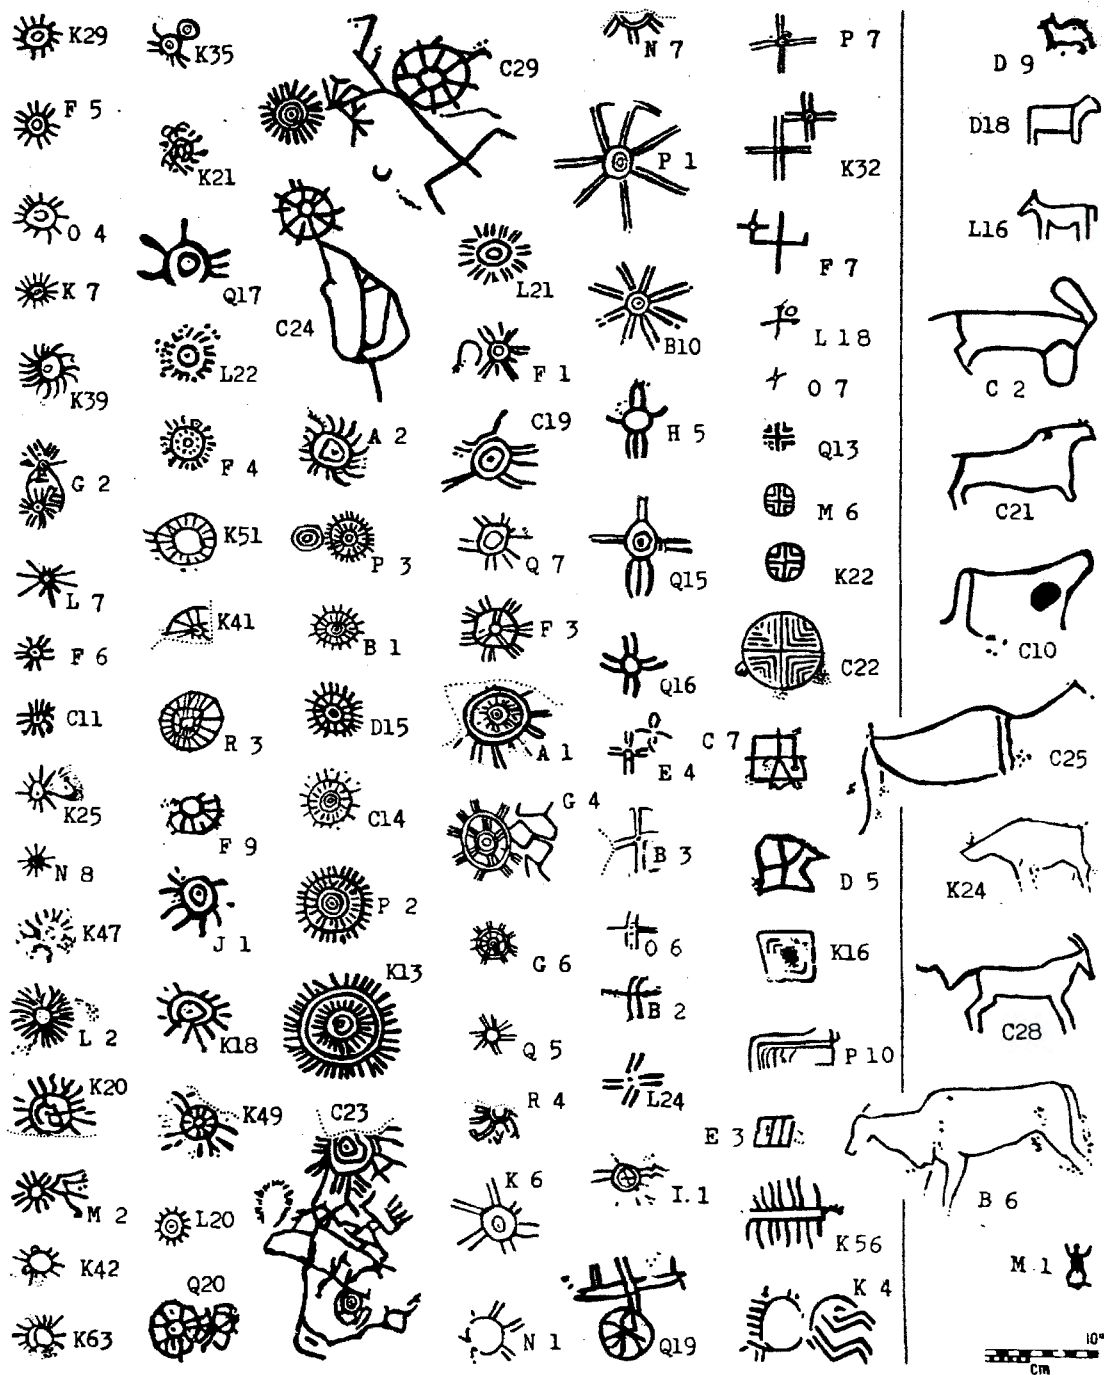 K29
F 5
O 4
K 7
K39
G 2
L 7
F 6
C11
K25
N 8
K47
L 2
K20
M 2
K42
K63
K35
K21
Q17
L22
F 4
K51
K41
R 3
F 9
J 1
K18
K49
L20
Q20
C29
C24
A 2
P 3
B 1
D15
C14
P 2
K13
C23
L21
F 1
C19
Q 7
F 3
A 1
G 4
G 6
Q 5
R 4
K 6
N 1
N 7
P 1
B10
H 5
Q15
Q16
E 4
B 3
O 6
B 2
L24
I.1
Q19
P 7
K32
F 7
L18
O 7
Q13
M 6
K22
C22
C 7
D 5
K16
P 10
E 3
K56
K 4
D 9
D18
L16
C 2
C21
C10
C25
K24
C28
B 6
M.1
cm